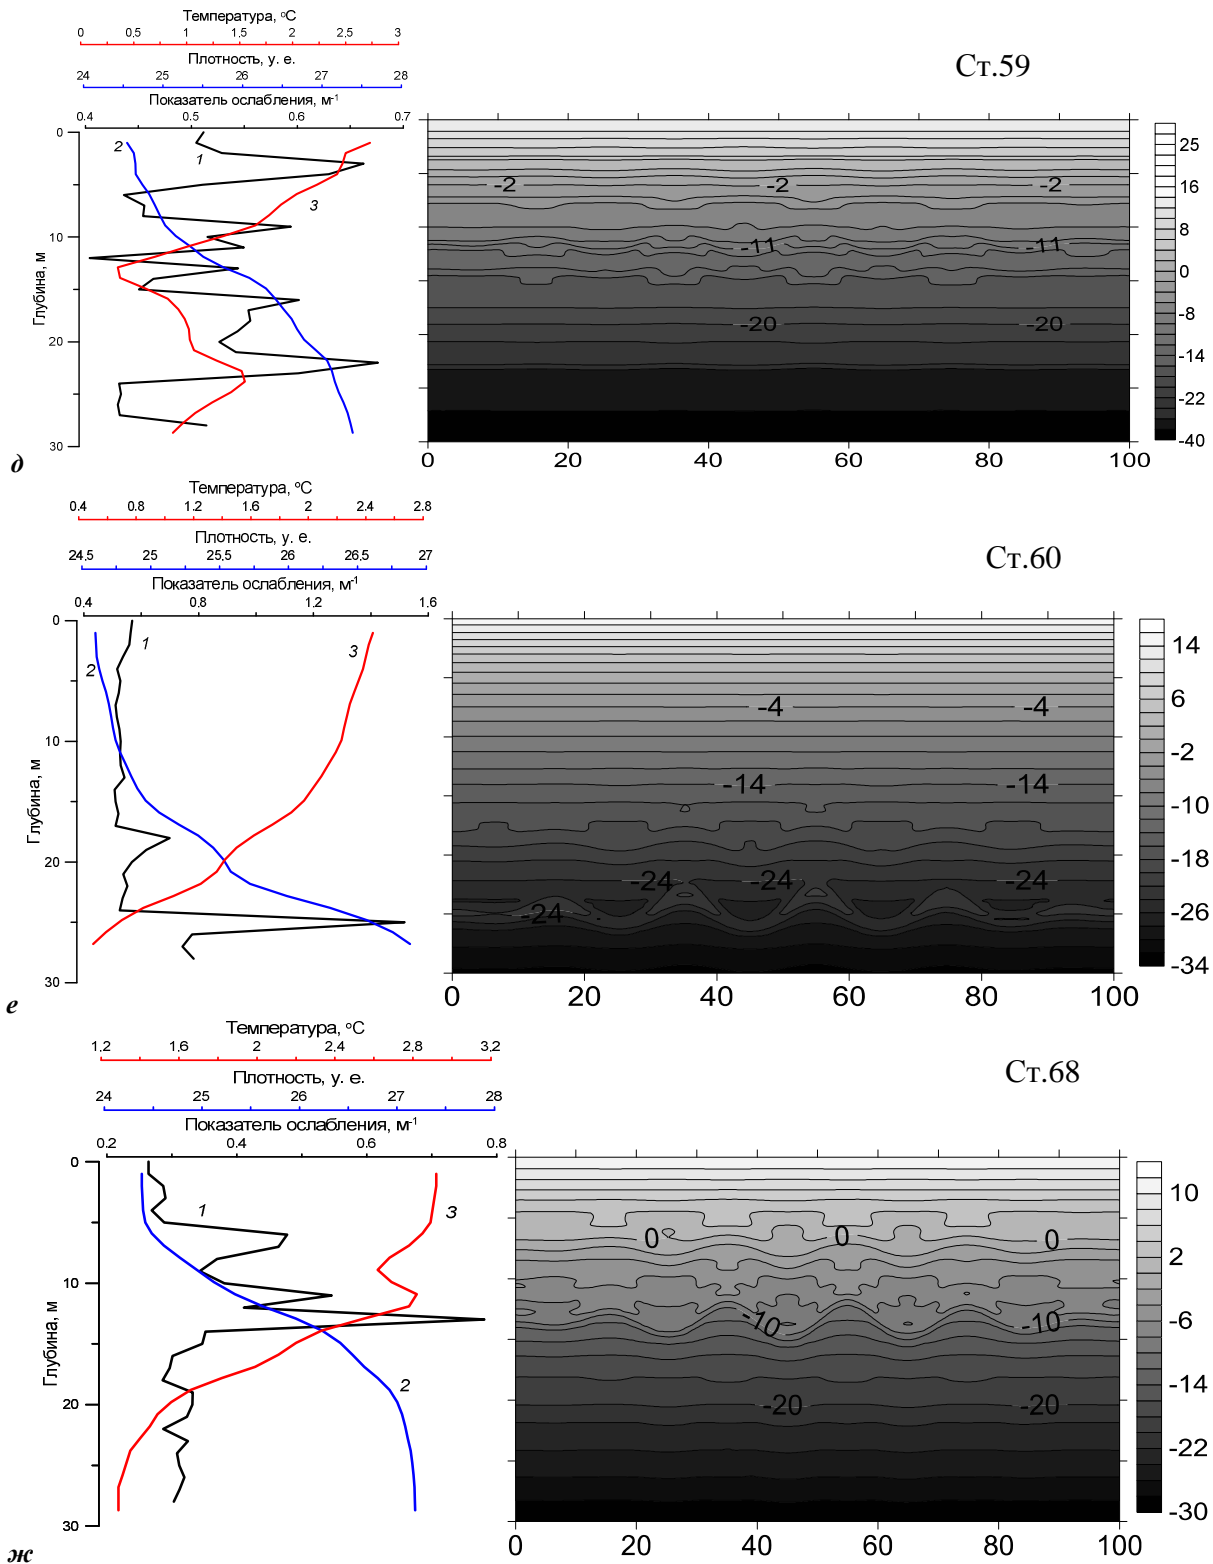 Температура, °С
0 0.5 1 1.5 2 2.5 3
Плотность, у. е.
24 25 26 27 28
Показатель ослабления, м-1
0.4 0.5 0.6 0.7
Ст.59
2
1
3
0
10
20
30
Глубина, м
-2 -2 -2
-11 -11
-20 -20
0 20 40 60 80 100
25
16
8
0
-8
-14
-22
-40
д
Температура, °С
0.4 0.8 1.2 1.6 2 2.4 2.8
Плотность, у. е.
24.5 25 25.5 26 26.5 27
Показатель ослабления, м-1
0.4 0.8 1.2 1.6
Ст.60
1
2
3
0
10
20
30
Глубина, м
-4 -4
-14 -14
-24 -24 -24
-24
0 20 40 60 80 100
14
6
-2
-10
-18
-26
-34
е
Температура, °С
1.2 1.6 2 2.4 2.8 3.2
Плотность, у. е.
24 25 26 27 28
Показатель ослабления, м-1
0.2 0.4 0.6 0.8
Ст.68
1
3
2
0
10
20
30
Глубина, м
0 0 0
-10 -10
-20 -20
0 20 40 60 80 100
10
2
-6
-14
-22
-30
ж